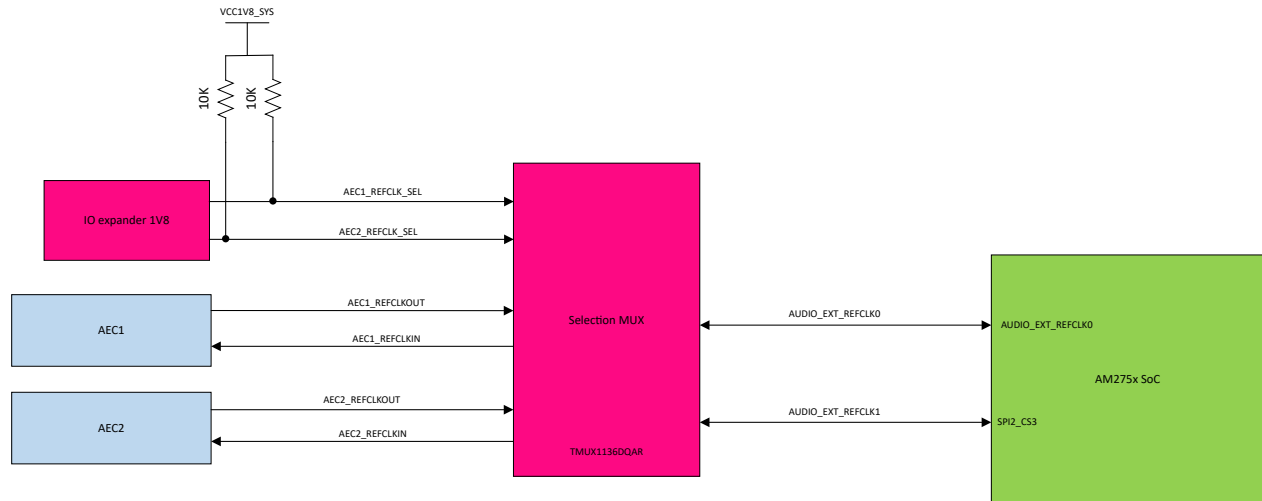 VCC1V8_SYS
10K
10K
AEC1_REFCLK_SEL
IO expander 1V8
AEC2_REFCLK_SEL
AEC1_REFCLKOUT
AEC1
Selection MUX
AUDIO_EXT_REFCLK0
AUDIO_EXT_REFCLK0
AEC1_REFCLKIN
AM275x SoC
AEC2_REFCLKOUT
AUDIO_EXT_REFCLK1
SPI2_CS3
AEC2
AEC2_REFCLKIN
TMUX1136DQAR